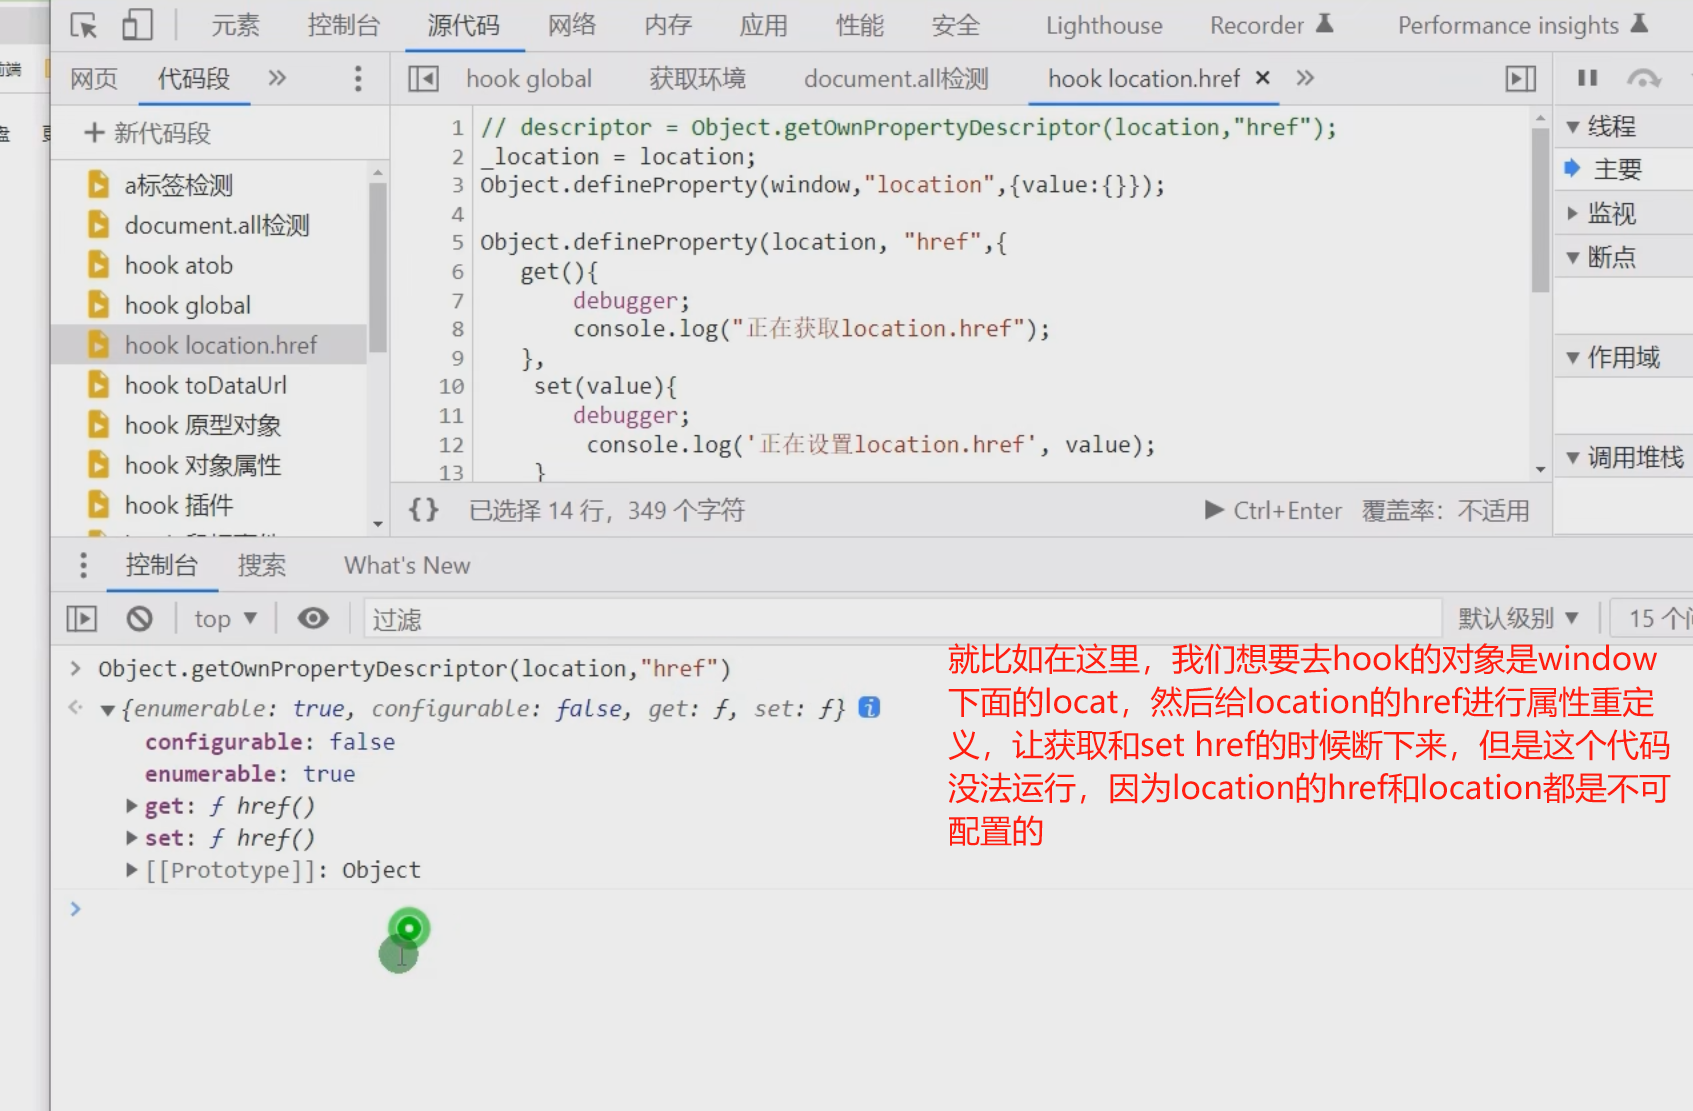 元素 控制台 源代码 网络 内存 应用 性能 安全 Lighthouse Recorder Performance insights
网页 代码段 hook global 获取环境 document.all检测 hook location.href ×
新代码段
a标签检测
document.all检测
hook atob
hook global
hook location.href
hook toDataUrl
hook 原型对象
hook 对象属性
hook 插件
1 // descriptor = Object.getOwnPropertyDescriptor(location,"href");
2 _location = location;
3 Object.defineProperty(window,"location",{value:{}});
4
5 Object.defineProperty(location, "href",{
6 get(){
7 debugger;
8 console.log("正在获取location.href");
9 },
10 set(value){
11 debugger;
12 console.log('正在设置location.href', value);
13 }
{} 已选择 14 行，349 个字符 Ctrl+Enter 覆盖率：不适用
线程
主要
监视
断点
作用域
调用堆栈
控制台 搜索 What's New
top 过滤 默认级别 15 个
> Object.getOwnPropertyDescriptor(location,"href")
{enumerable: true, configurable: false, get: ƒ, set: ƒ} i
configurable: false
enumerable: true
get: ƒ href()
set: ƒ href()
[[Prototype]]: Object
>
就比如在这里，我们想要去hook的对象是window
下面的locat，然后给location的href进行属性重定
义，让获取和set href的时候断下来，但是这个代码
没法运行，因为location的href和location都是不可
配置的